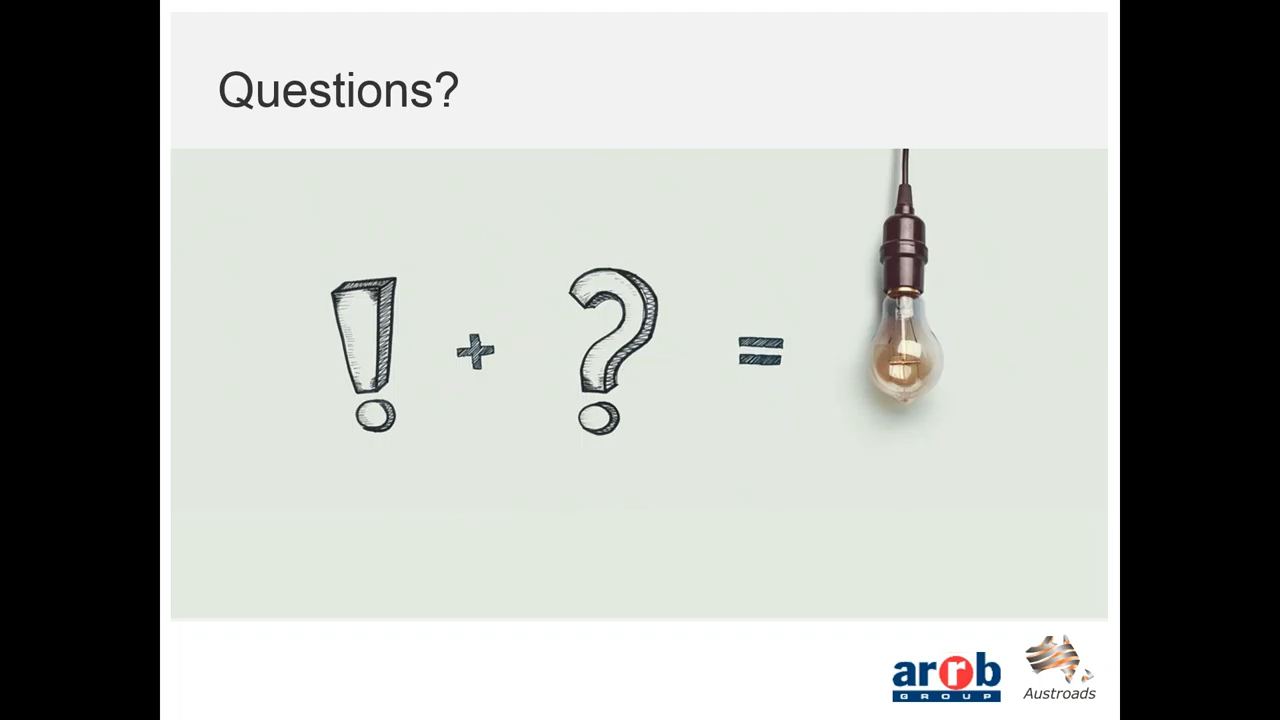 Questions?
! + ? =
arrb
GROUP
Austroads